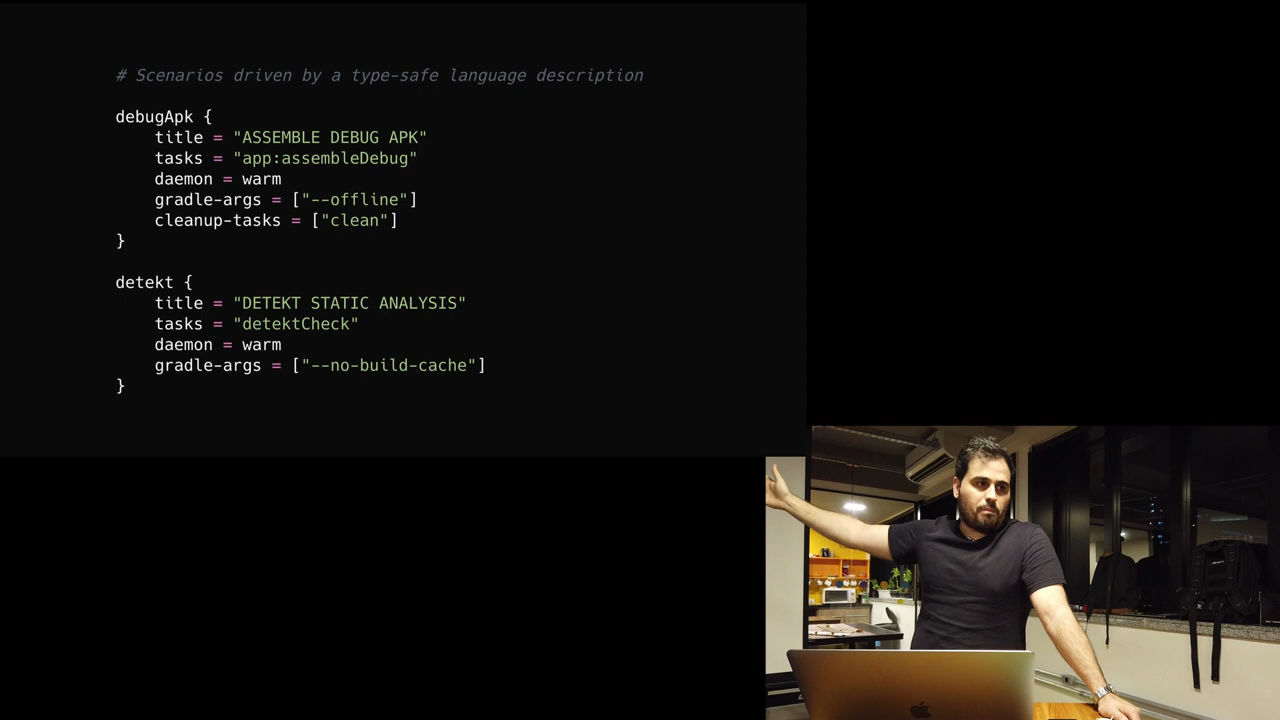 # Scenarios driven by a type-safe language description
debugApk {
    title = "ASSEMBLE DEBUG APK"
    tasks = "app:assembleDebug"
    daemon = warm
    gradle-args = ["--offline"]
    cleanup-tasks = ["clean"]
}
detekt {
    title = "DETEKT STATIC ANALYSIS"
    tasks = "detektCheck"
    daemon = warm
    gradle-args = ["--no-build-cache"]
}